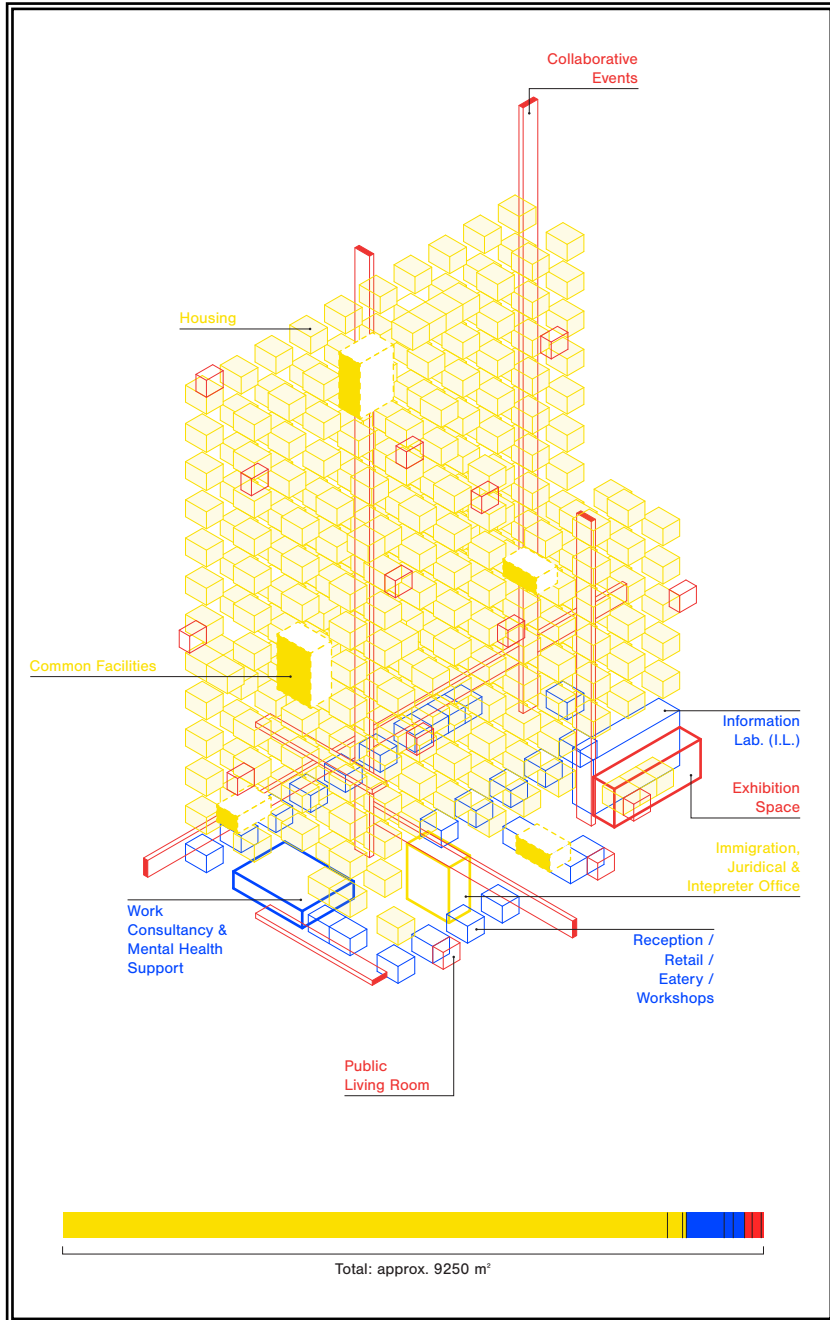 Collaborative
Events
Housing
Common Facilities
Information
Lab. (I.L.)
Exhibition
Space
Immigration,
Juridical &
Intepreter Office
Work
Consultancy &
Mental Health
Support
Reception /
Retail /
Eatery /
Workshops
Public
Living Room
Total: approx. 9250 m²